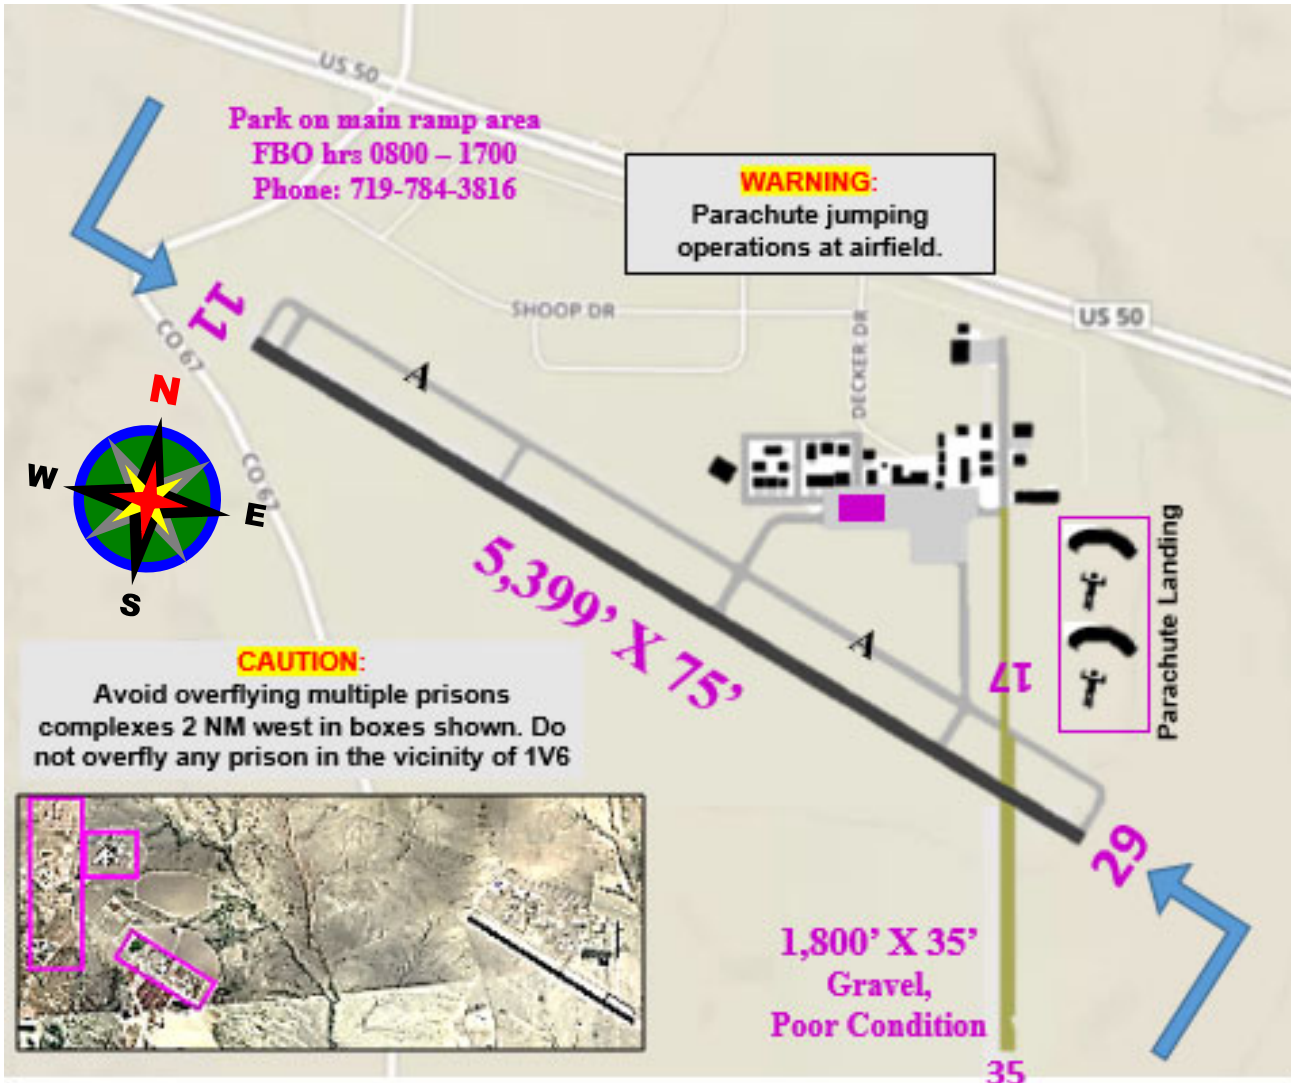 US 50
Park on main ramp area
FBO hrs 0800 – 1700
Phone: 719-784-3816
WARNING:
Parachute jumping
operations at airfield.
11
SHOOP DR
US 50
CO 67
DECKER DR
A
N
W
E
S
CO 67
5,399’ X 75’
A
17
Parachute Landing
CAUTION:
Avoid overflying multiple prisons
complexes 2 NM west in boxes shown. Do
not overfly any prison in the vicinity of 1V6
29
1,800’ X 35’
Gravel,
Poor Condition
35